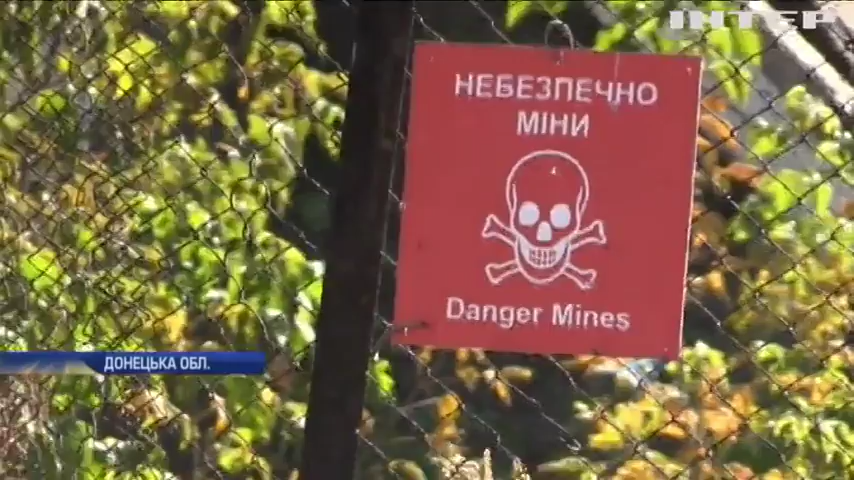 ІНТЕР
НЕБЕЗПЕЧНО
МІНИ
Danger Mines
ДОНЕЦЬКА ОБЛ.